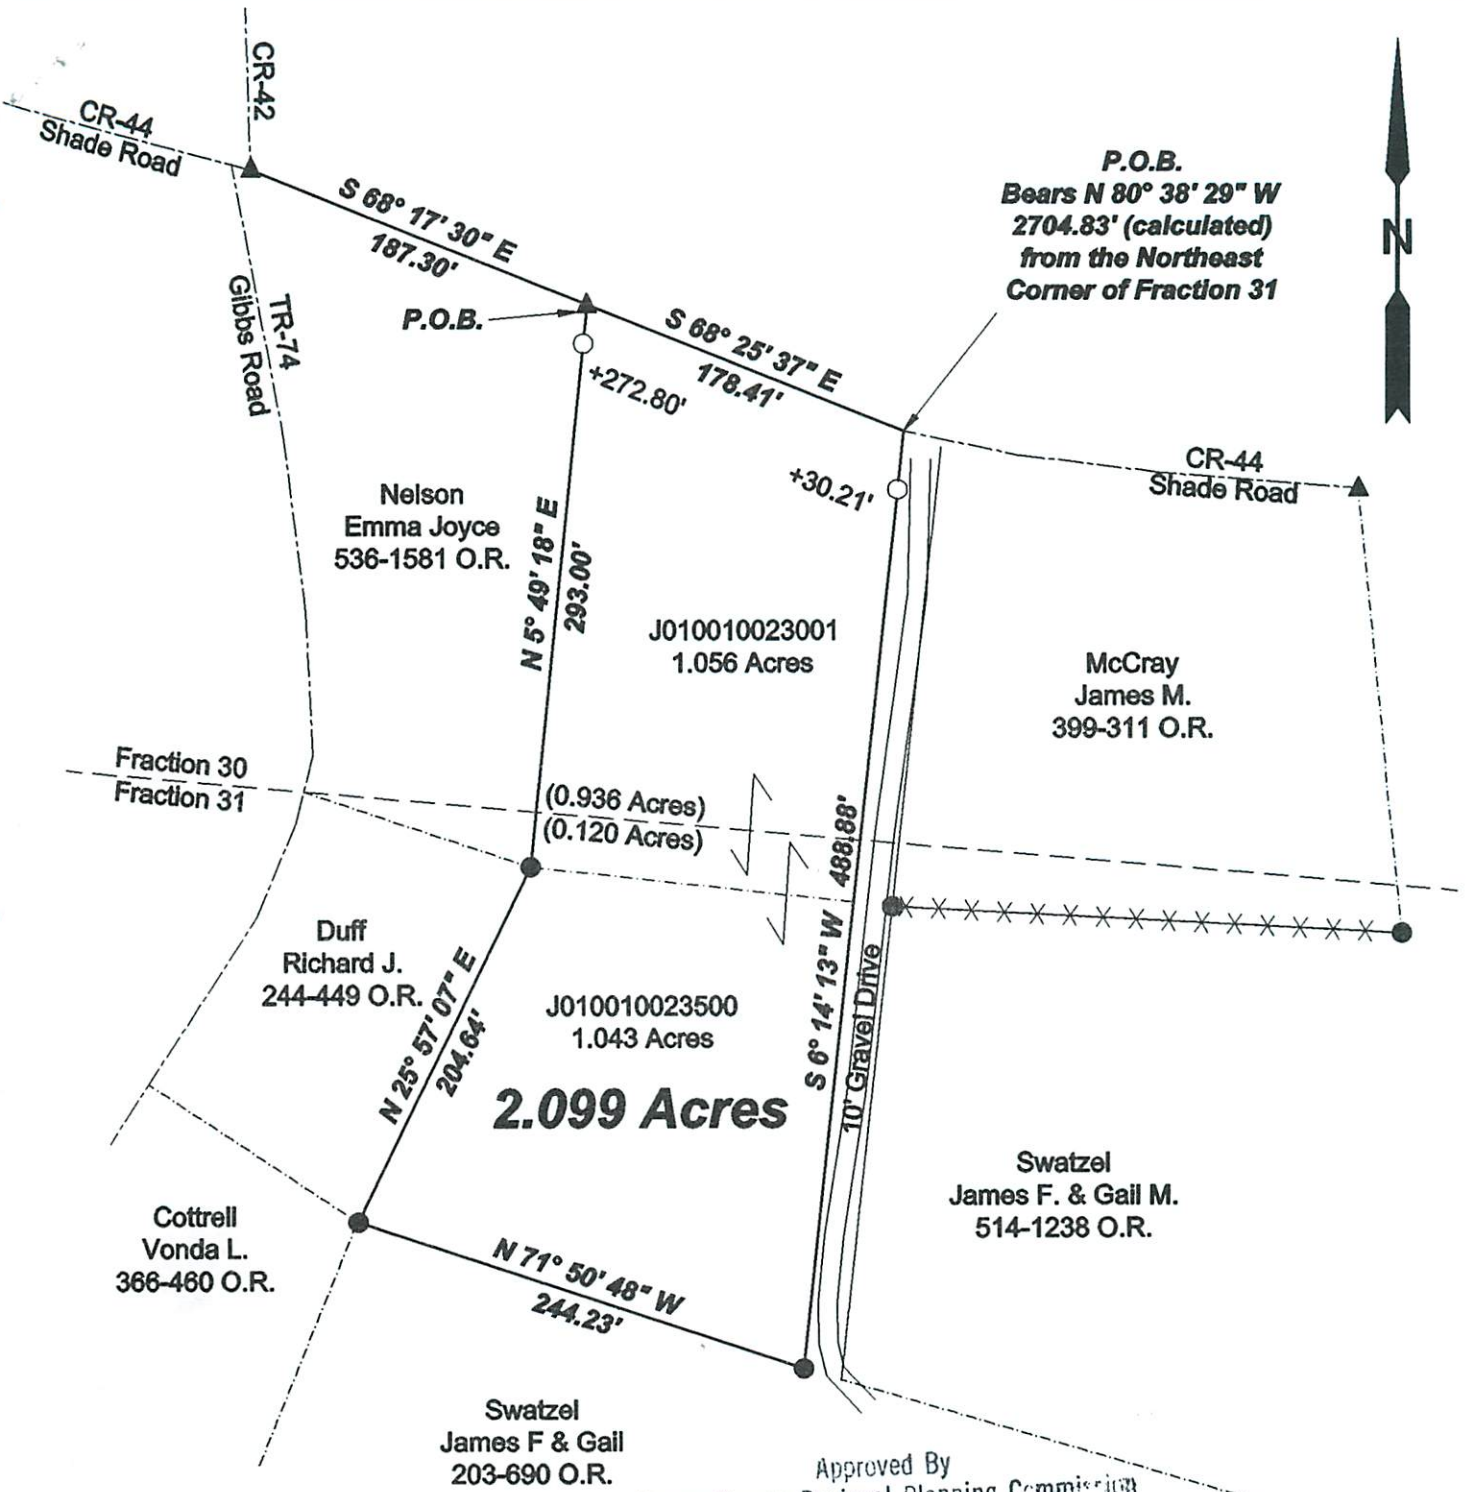 CR-42
CR-44
Shade Road
S 68° 17' 30" E
187.30'
P.O.B.
Bears N 80° 38' 29" W
2704.83' (calculated)
from the Northeast
Corner of Fraction 31
N
TR-74
Gibbs Road
P.O.B.
S 68° 25' 37" E
178.41'
+272.80'
+30.21'
CR-44
Shade Road
Nelson
Emma Joyce
536-1581 O.R.
N 5° 49' 18" E
293.00'
J010010023001
1.056 Acres
McCray
James M.
399-311 O.R.
Fraction 30
Fraction 31
(0.936 Acres)
(0.120 Acres)
S 6° 14' 13" W 488.88'
10' Gravel Drive
Duff
Richard J.
244-449 O.R.
N 25° 57' 07" E
204.64'
J010010023500
1.043 Acres
2.099 Acres
Swatzel
James F. & Gail M.
514-1238 O.R.
Cottrell
Vonda L.
366-460 O.R.
N 71° 50' 48" W
244.23'
Swatzel
James F & Gail
203-690 O.R.
Approved By
Regional Planning Commission